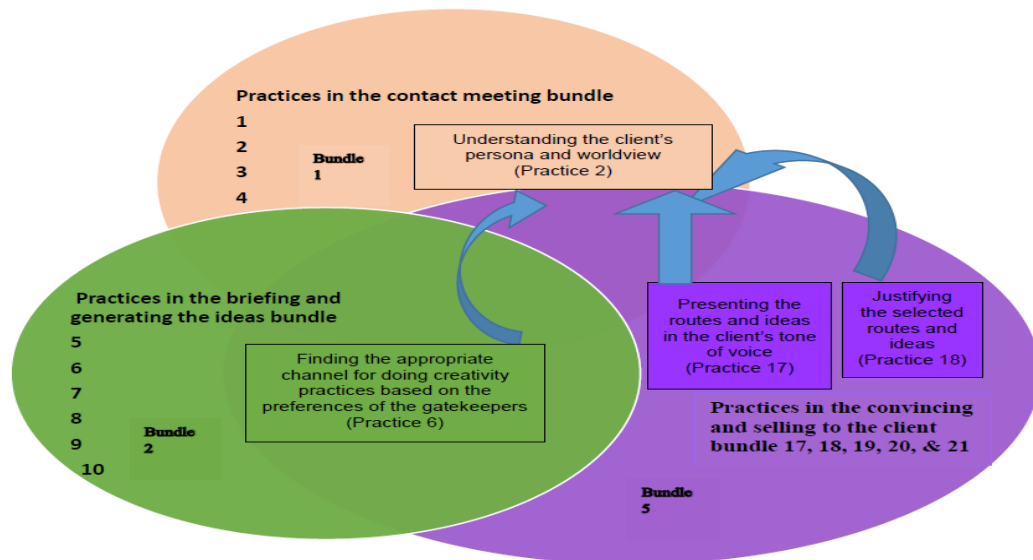 Practices in the contact meeting bundle
1
2
3
4
Bundle
1
Understanding the client's
persona and worldview
(Practice 2)
Practices in the briefing and
generating the ideas bundle
5
6
7
8
9
10
Bundle
2
Finding the appropriate
channel for doing creativity
practices based on the
preferences of the gatekeepers
(Practice 6)
Presenting the
routes and ideas
in the client's tone
of voice
(Practice 17)
Justifying
the selected
routes and
ideas
(Practice 18)
Practices in the convincing
and selling to the client
bundle 17, 18, 19, 20, & 21
Bundle
5